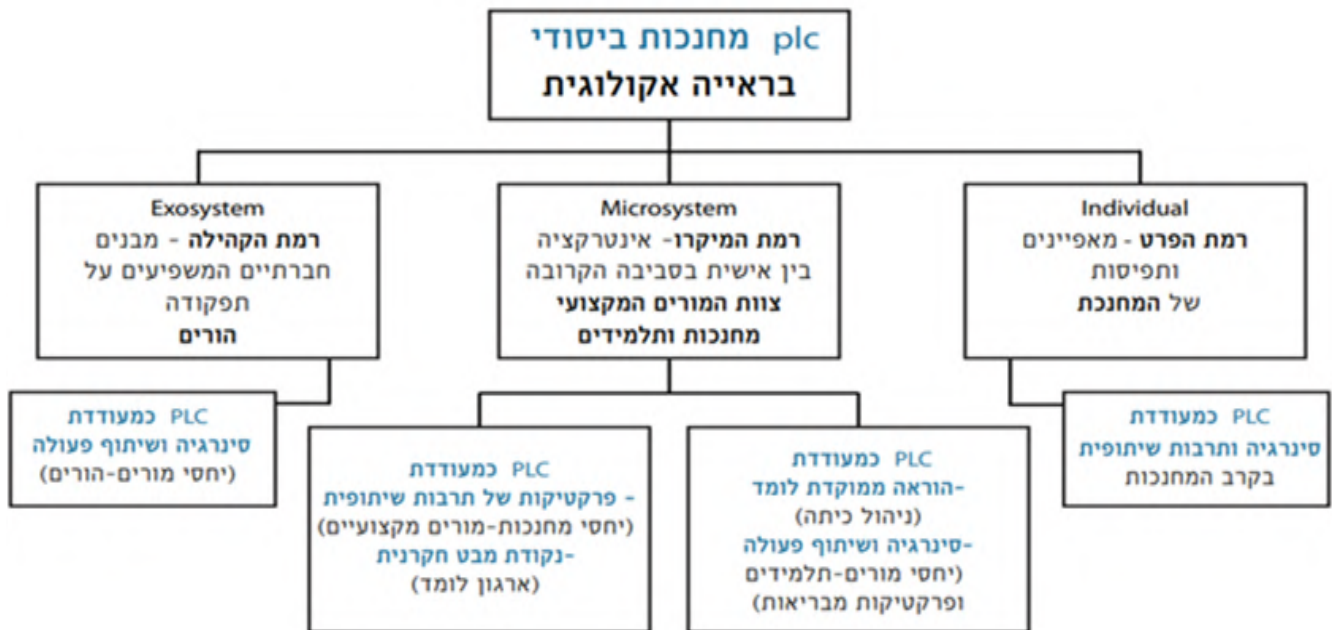 plc מחנכות ביסודי
בראייה אקולוגית
Individual
רמת הפרט - מאפיינים
ותפיסות
של המחנכת
Microsystem
רמת המיקרו- אינטרקציה
בין אישית בסביבה הקרובה
צוות המורים המקצועי
מחנכות ותלמידים
Exosystem
רמת הקהילה - מבנים
חברתיים המשפיעים על
תפקודה
הורים
PLC כמעודדת
סינרגיה ותרבות שיתופית
בקרב המחנכות
PLC כמעודדת
-הוראה ממוקדת לומד
(ניהול כיתה)
-סינרגיה ושיתוף פעולה
(יחסי מורים-תלמידים
ופרקטיקות מבריאות)
PLC כמעודדת
- פרקטיקות של תרבות שיתופית
(יחסי מחנכות-מורים מקצועיים)
-נקודת מבט חקרנית
(ארגון לומד)
PLC כמעודדת
סינרגיה ושיתוף פעולה
(יחסי מורים-הורים)